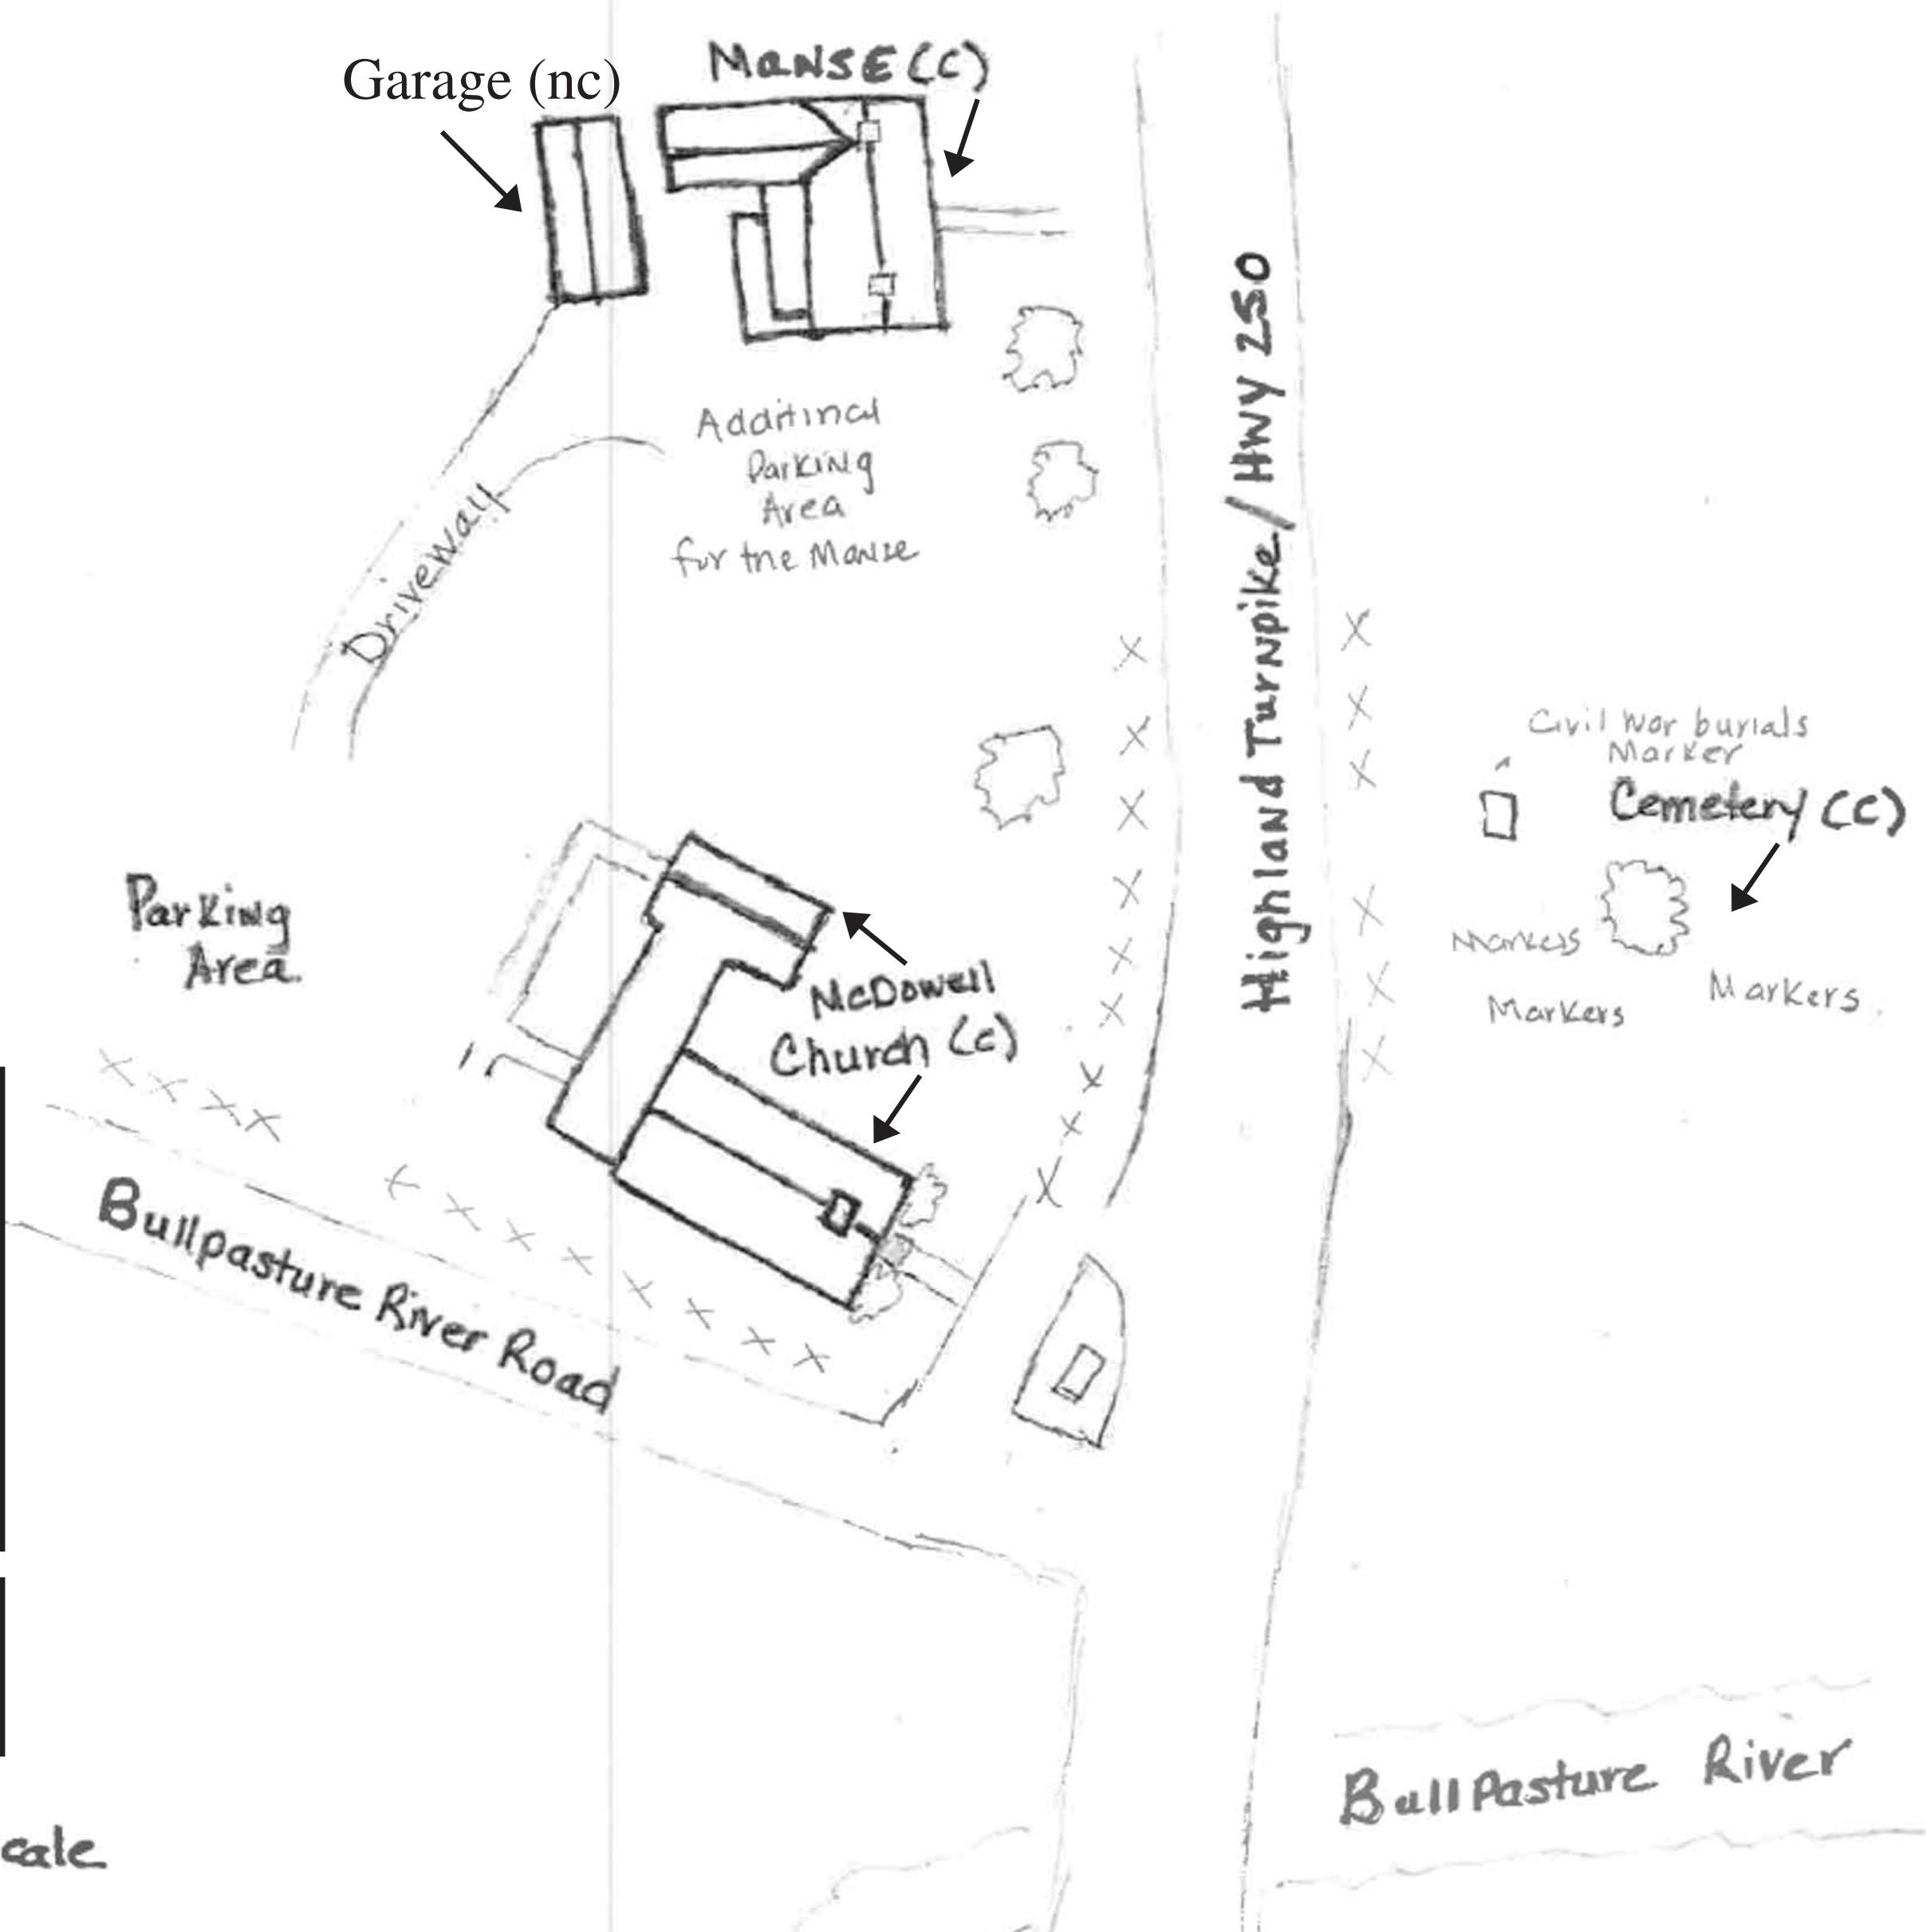 Garage (nc)
MANSE (C)
Additinal
Parking
Area
fur the Manse
Driveway
Highland Turnpike / Hwy 250
Civil War burials
Marker
Cemetery (C)
Markers
Markers
Markers
Parking
Area
McDowell
Church (C)
Bullpasture River Road
BullPasture River
cale